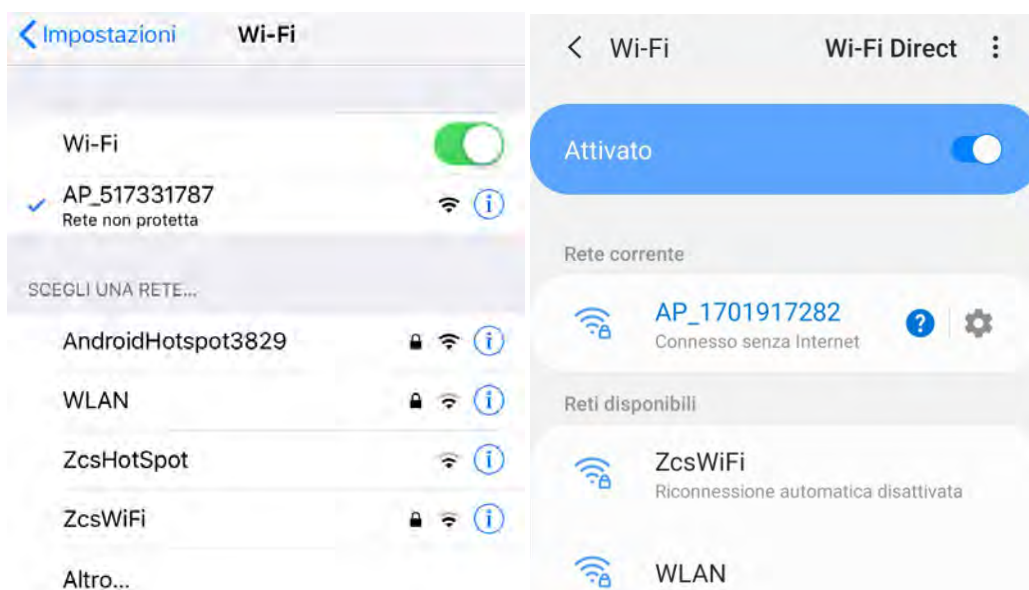 Impostazioni
Wi-Fi
Wi-Fi
AP_517331787
Rete non protetta
SCEGLI UNA RETE...
AndroidHotspot3829
WLAN
ZcsHotSpot
ZcsWiFi
Altro...
Wi-Fi
Wi-Fi Direct
Attivato
Rete corrente
AP_1701917282
Connesso senza Internet
Reti disponibili
ZcsWiFi
Riconnessione automatica disattivata
WLAN